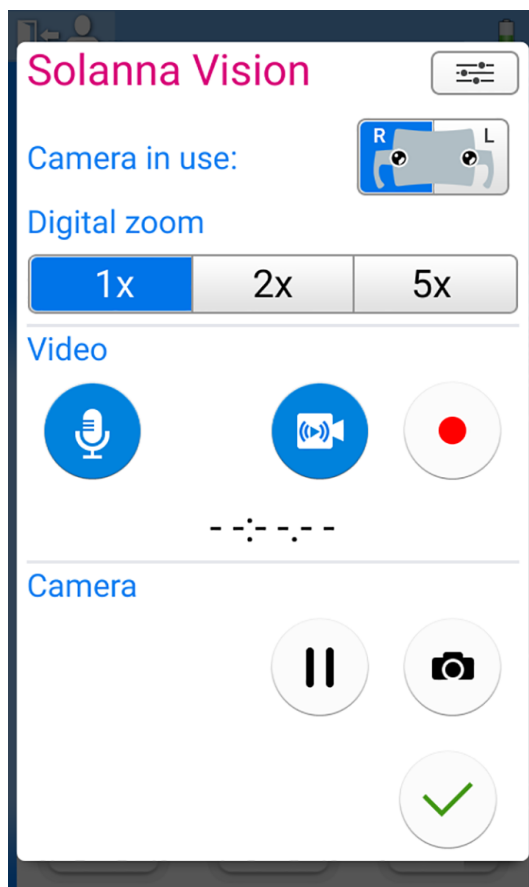 Solanna Vision
Camera in use:
R L
Digital zoom
1x 2x 5x
Video
- -:- -.- -
Camera